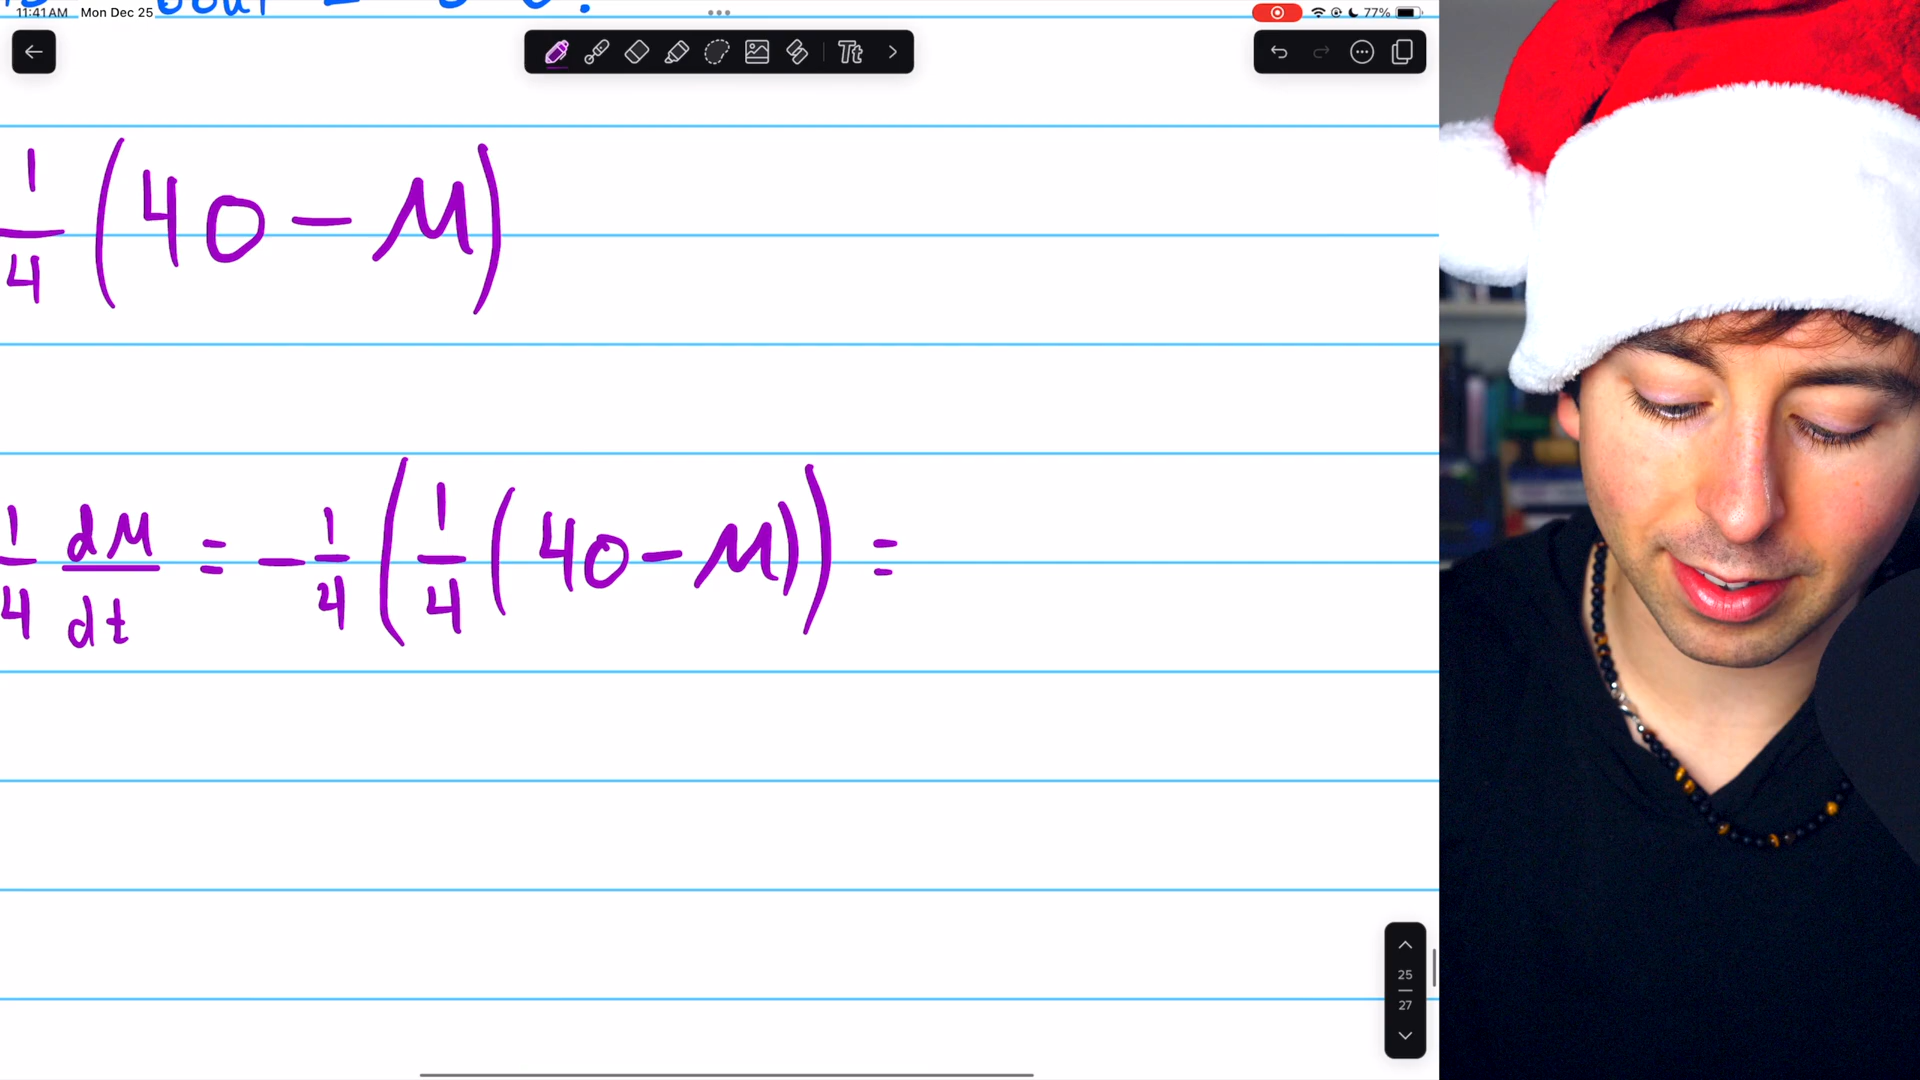 11:41 AM Mon Dec 25
77%
Tt
1/4 (40 - M)
1/4 dM/dt = -1/4 (1/4 (40 - M)) =
25
27